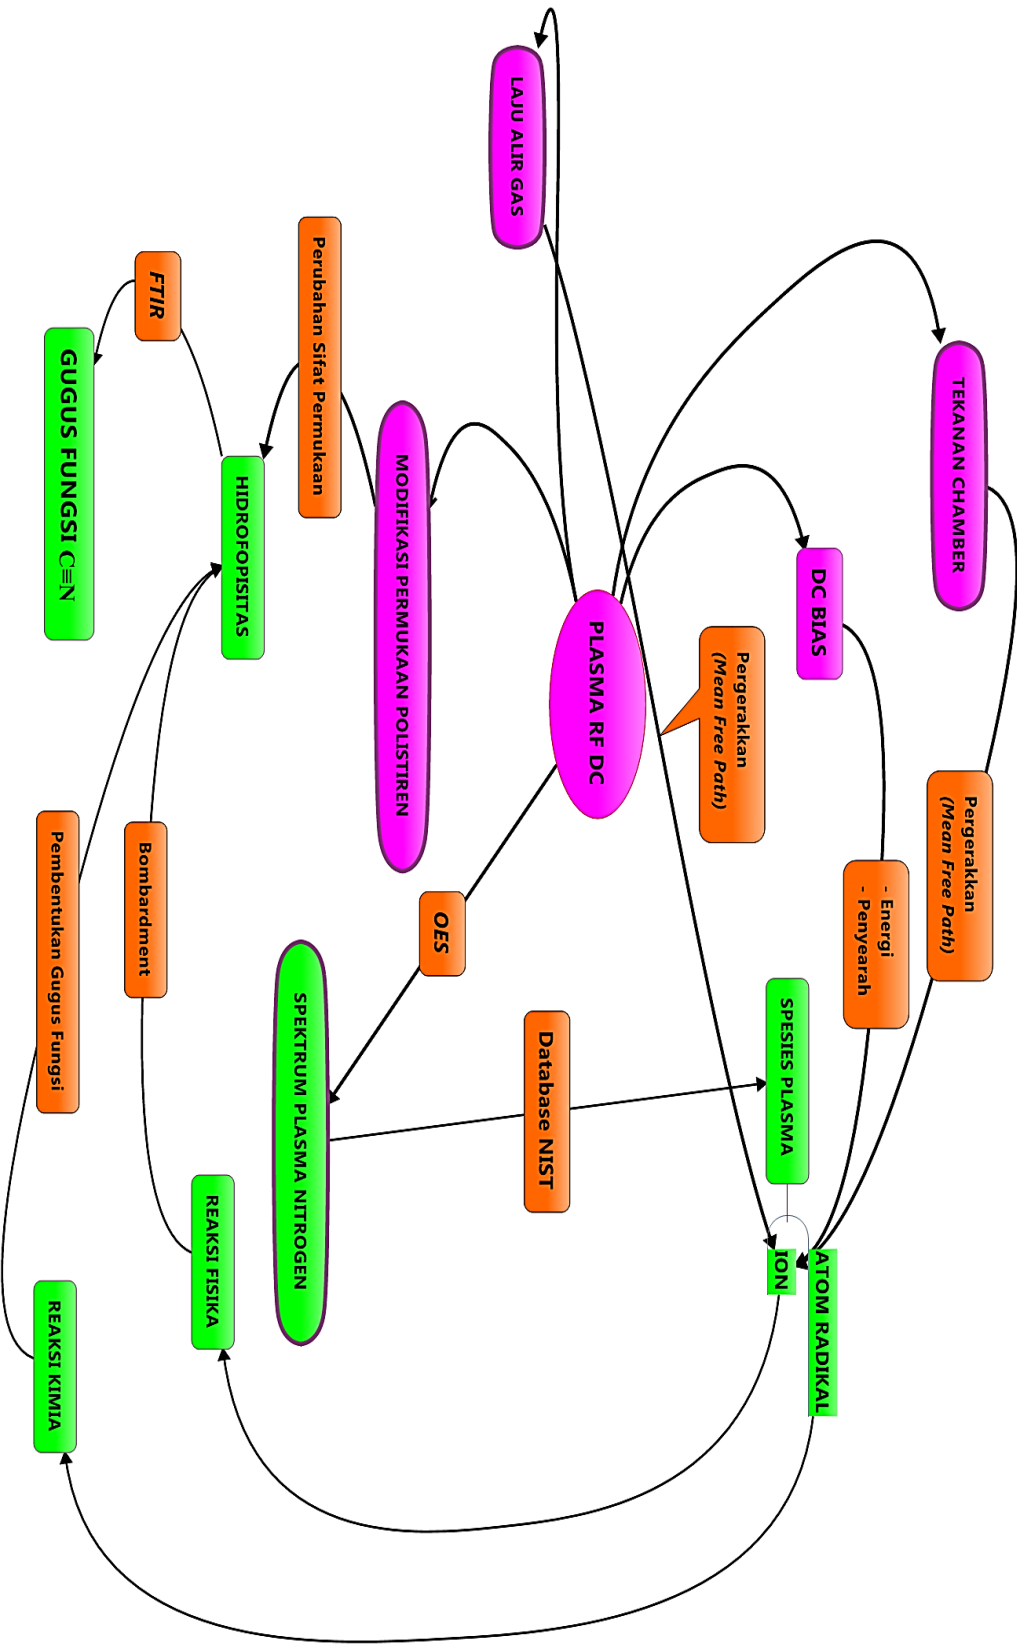 TEKANAN CHAMBER
Pergerakkan
(Mean Free Path)
DC BIAS
- Energi
- Penyearah
SPESIES PLASMA
ATOM RADIKAL
ION
Pergerakkan
(Mean Free Path)
PLASMA RF DC
LAJU ALIR GAS
Database NIST
OES
MODIFIKASI PERMUKAAN POLISTIREN
Perubahan Sifat Permukaan
SPEKTRUM PLASMA NITROGEN
HIDROFOPISITAS
REAKSI FISIKA
FTIR
Bombardment
GUGUS FUNGSI C≡N
Pembentukan Gugus Fungsi
REAKSI KIMIA